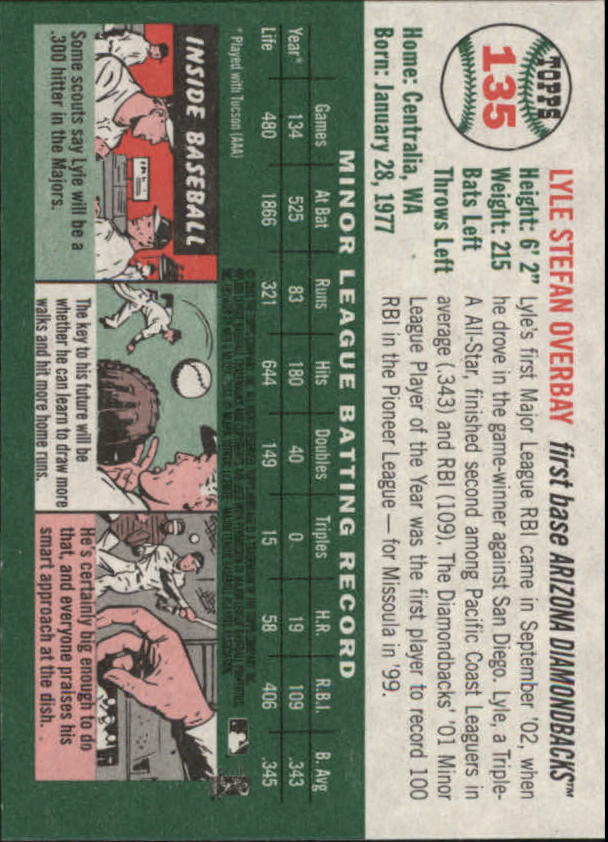 TOPPS
135
LYLE STEFAN OVERBAY first base ARIZONA DIAMONDBACKS™
Height: 6' 2"
Weight: 215
Bats Left
Throws Left
Home: Centralia, WA
Born: January 28, 1977
Lyle's first Major League RBI came in September '02, when
he drove in the game-winner against San Diego. Lyle, a Triple-
A All-Star, finished second among Pacific Coast Leaguers in
average (.343) and RBI (109). The Diamondbacks' '01 Minor
League Player of the Year was the first player to record 100
RBI in the Pioneer League — for Missoula in '99.
MINOR LEAGUE BATTING RECORD
Games At Bat Runs Hits Doubles Triples H.R. R.B.I. B. Avg
Year* 134 525 83 180 40 0 19 109 .343
Life 480 1866 321 644 149 15 58 406 .345
* Played with Tucson (AAA)
INSIDE BASEBALL
Some scouts say Lyle will be a
.300 hitter in the Majors.
The key to his future will be
whether he can learn to draw more
walks and hit more home runs.
He's certainly big enough to do
that, and everyone praises his
smart approach at the dish.